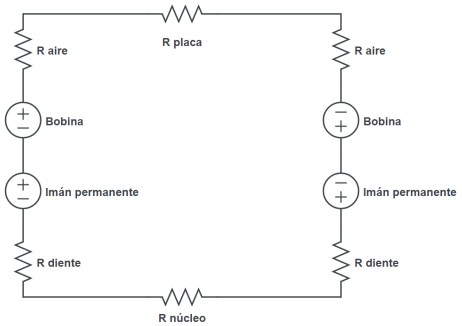 R placa
R aire
R aire
+
−
Bobina
−
+
Bobina
+
−
Imán permanente
−
+
Imán permanente
R diente
R diente
R núcleo